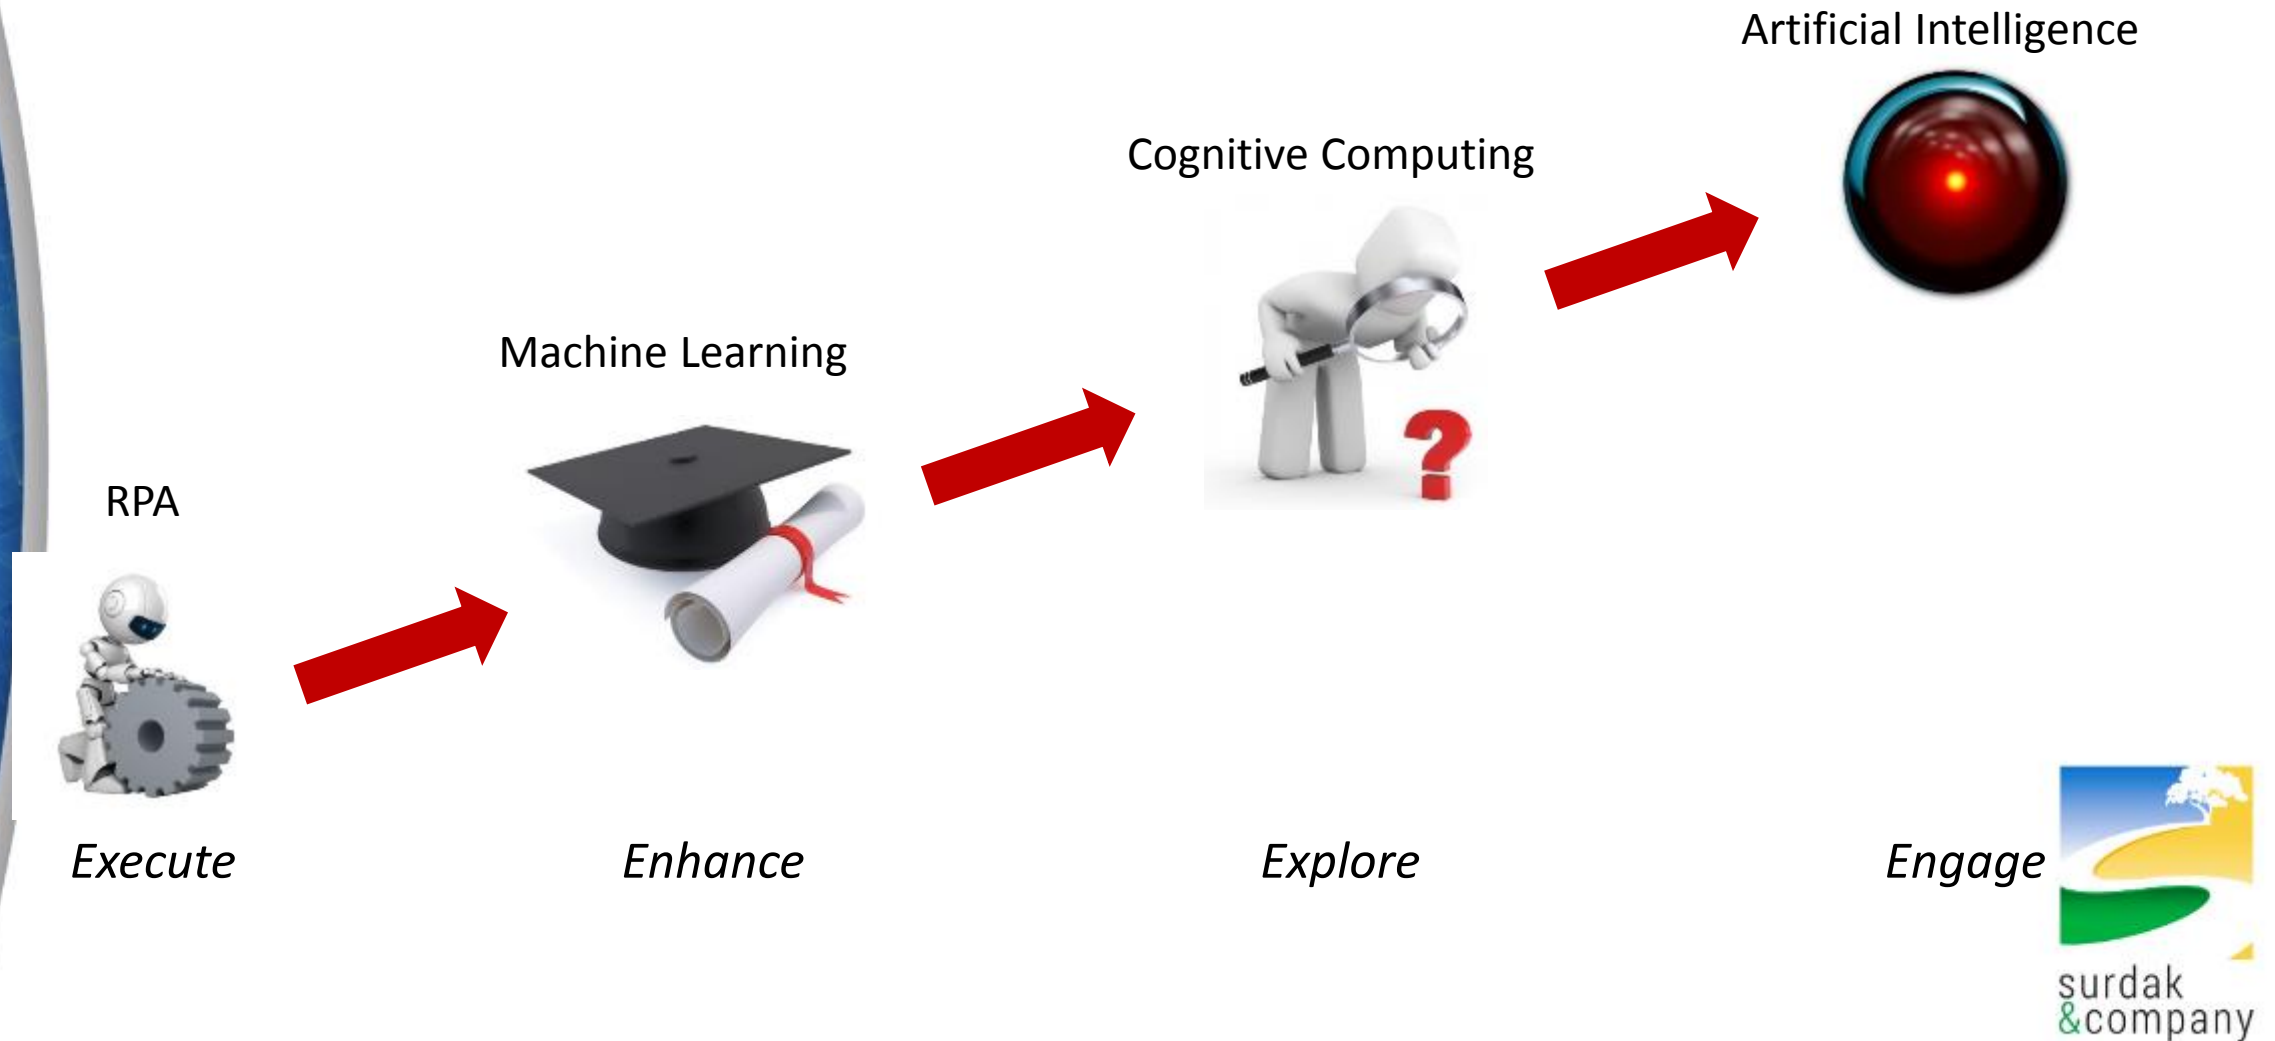 Artificial Intelligence
Cognitive Computing
Machine Learning
RPA
?
Execute
Enhance
Explore
Engage
surdak
&company